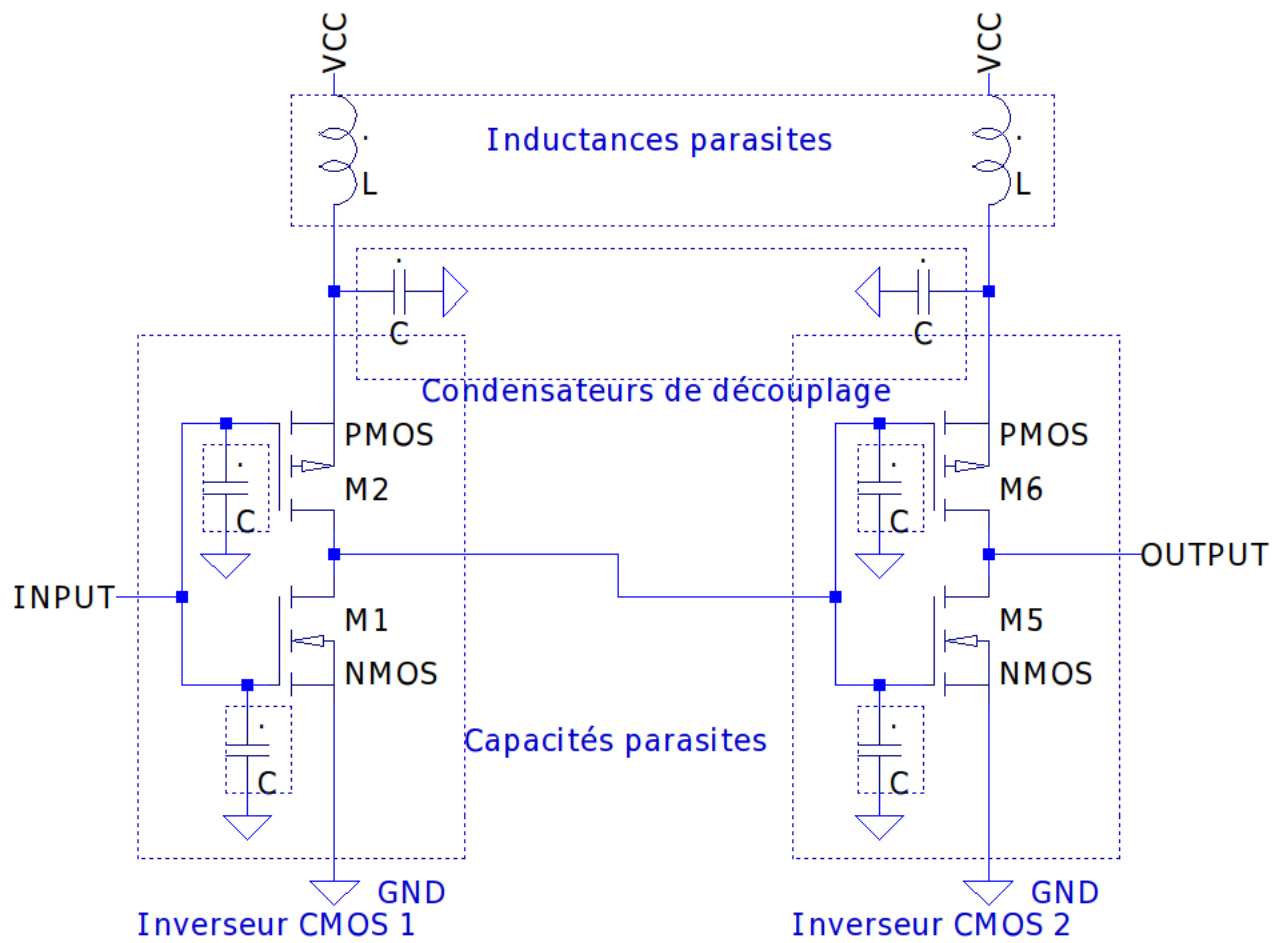 VCC
VCC
Inductances parasites
L
L
C
C
Condensateurs de découplage
PMOS
PMOS
M2
M6
C
C
INPUT
OUTPUT
M1
M5
NMOS
NMOS
Capacités parasites
C
C
GND
GND
Inverseur CMOS 1
Inverseur CMOS 2